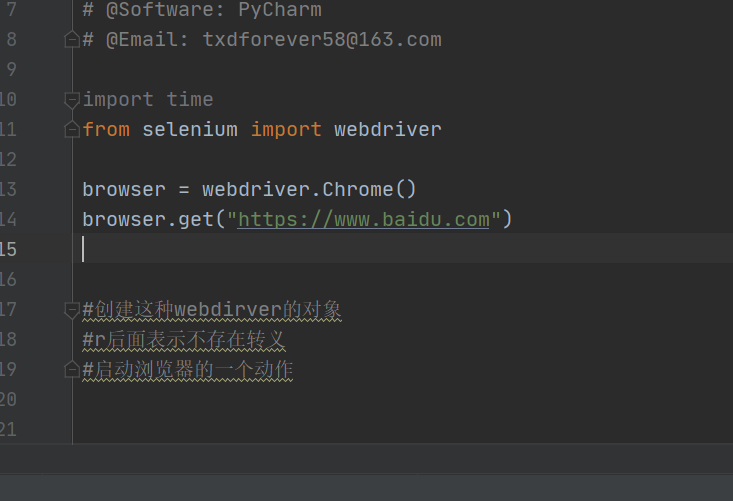 7 # @Software: PyCharm
8 # @Email: txdforever58@163.com
9
10 import time
11 from selenium import webdriver
12
13 browser = webdriver.Chrome()
14 browser.get("https://www.baidu.com")
15
16
17 #创建这种webdirver的对象
18 #r后面表示不存在转义
19 #启动浏览器的一个动作
20
21